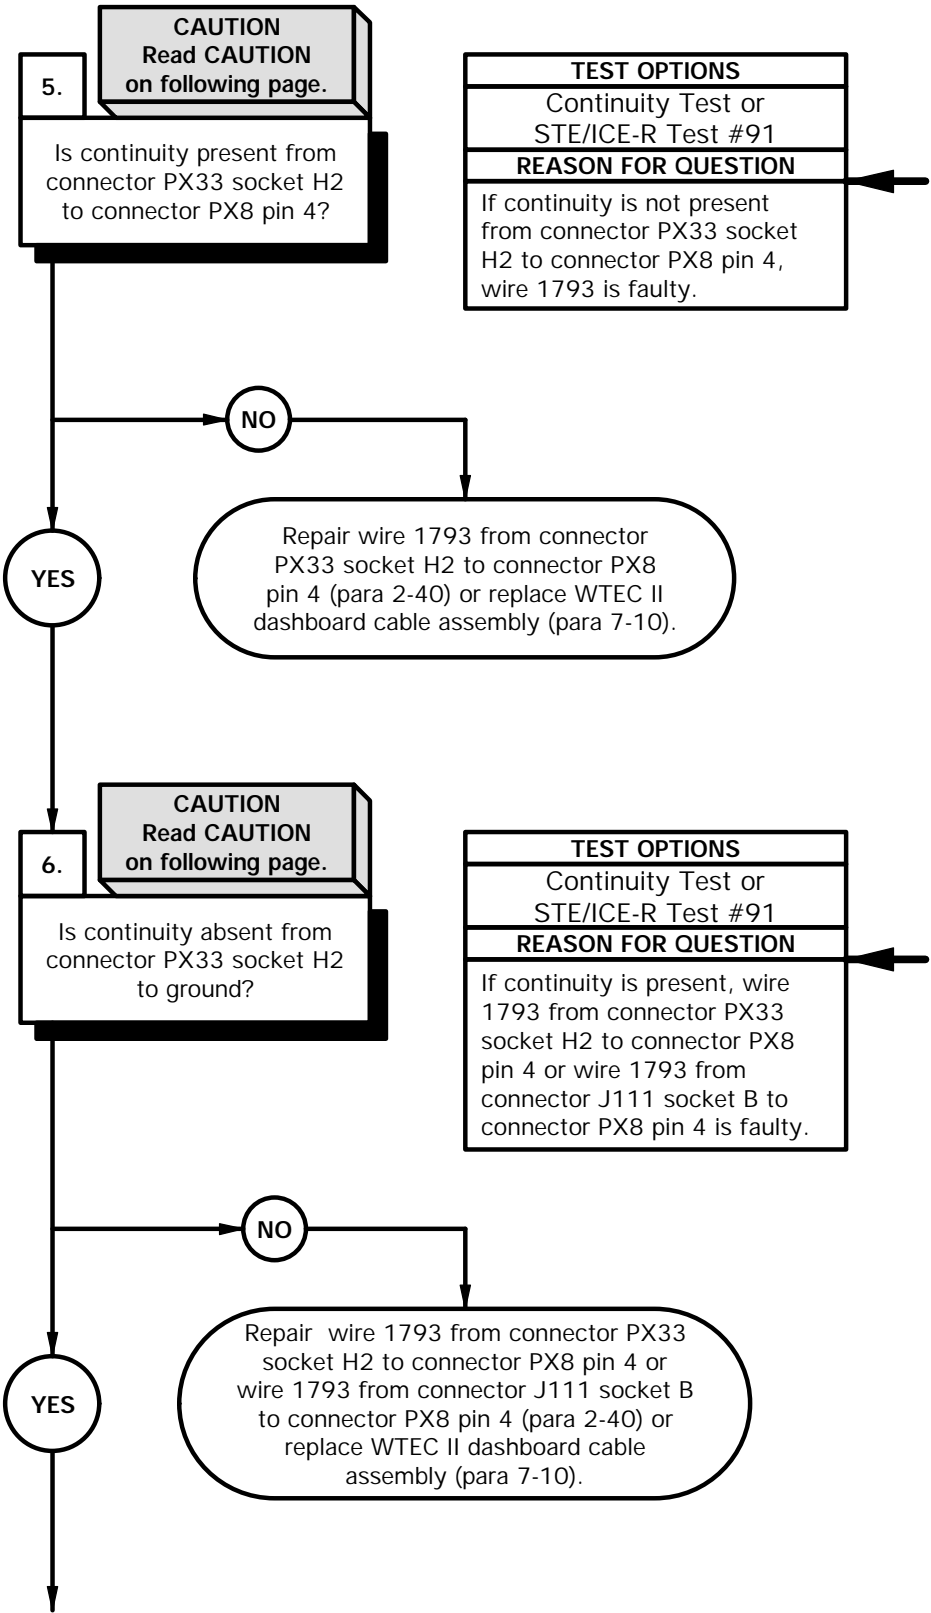 CAUTION
Read CAUTION
on following page.
5.
Is continuity present from
connector PX33 socket H2
to connector PX8 pin 4?
TEST OPTIONS
Continuity Test or
STE/ICE-R Test #91
REASON FOR QUESTION
If continuity is not present
from connector PX33 socket
H2 to connector PX8 pin 4,
wire 1793 is faulty.
NO
YES
Repair wire 1793 from connector
PX33 socket H2 to connector PX8
pin 4 (para 2-40) or replace WTEC II
dashboard cable assembly (para 7-10).
CAUTION
Read CAUTION
on following page.
6.
Is continuity absent from
connector PX33 socket H2
to ground?
TEST OPTIONS
Continuity Test or
STE/ICE-R Test #91
REASON FOR QUESTION
If continuity is present, wire
1793 from connector PX33
socket H2 to connector PX8
pin 4 or wire 1793 from
connector J111 socket B to
connector PX8 pin 4 is faulty.
NO
YES
Repair wire 1793 from connector PX33
socket H2 to connector PX8 pin 4 or
wire 1793 from connector J111 socket B
to connector PX8 pin 4 (para 2-40) or
replace WTEC II dashboard cable
assembly (para 7-10).